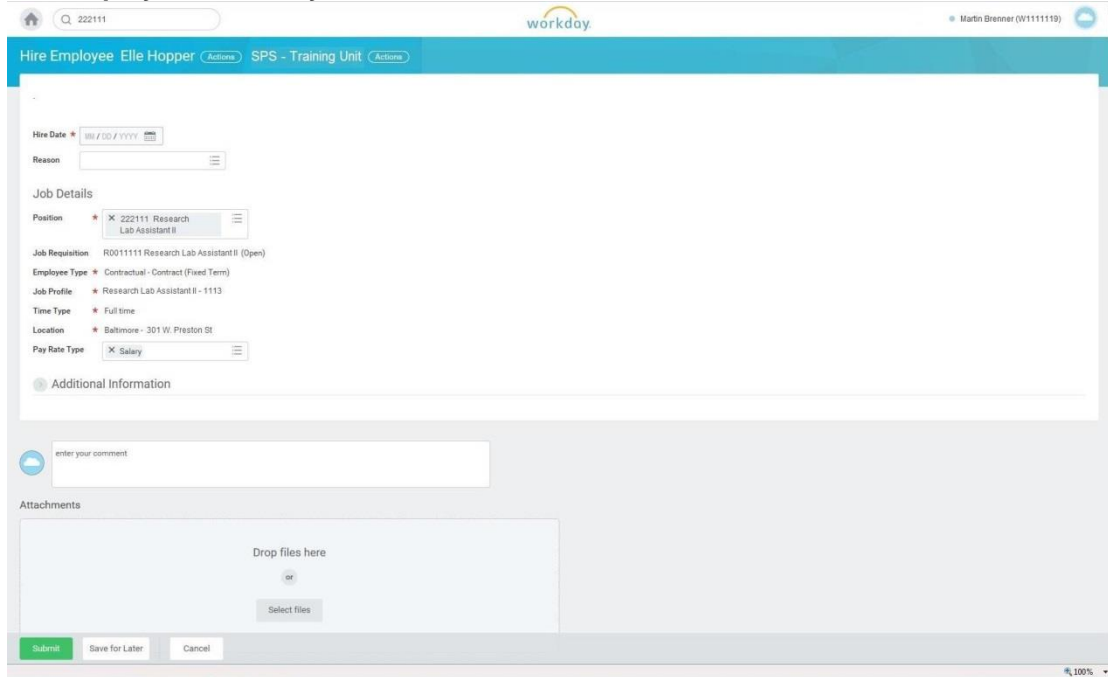 222111
workday.
Martin Brenner (W1111119)
Hire Employee Elle Hopper Actions SPS - Training Unit Actions
Hire Date * MM / DD / YYYY
Reason
Job Details
Position * × 222111 Research
Lab Assistant II
Job Requisition R0011111 Research Lab Assistant II (Open)
Employee Type * Contractual - Contract (Fixed Term)
Job Profile * Research Lab Assistant II - 1113
Time Type * Full time
Location * Baltimore - 301 W. Preston St
Pay Rate Type × Salary
Additional Information
enter your comment
Attachments
Drop files here
or
Select files
Submit Save for Later Cancel
100%